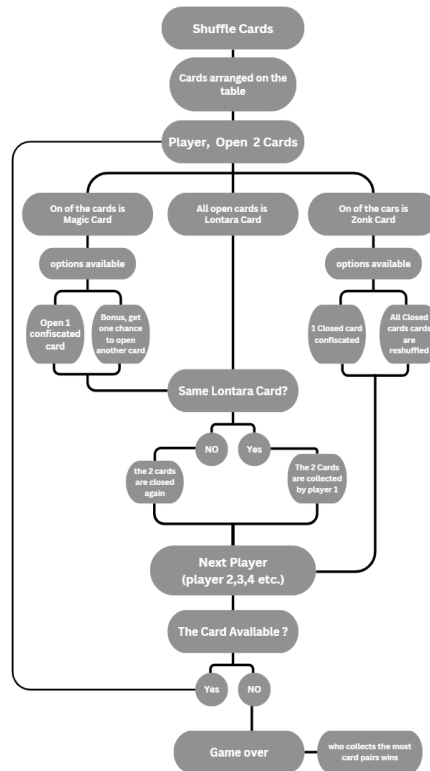 Shuffle Cards
Cards arranged on the
table
Player, Open 2 Cards
On of the cards is
Magic Card
All open cards is
Lontara Card
On of the cars is
Zonk Card
options available
options available
Open 1
confiscated
card
Bonus, get
one chance
to open
another card
1 Closed card
confiscated
All Closed
cards cards
are
reshuffled
Same Lontara Card?
NO
Yes
the 2 cards
are closed
again
The 2 Cards
are collected
by player 1
Next Player
(player 2,3,4 etc.)
The Card Available ?
Yes
NO
Game over
who collects the most
card pairs wins